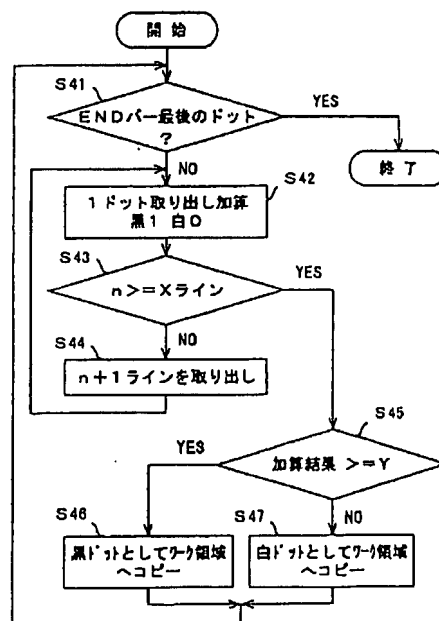 開 始
S41
ENDバー最後のドット
?
YES
NO
終 了
S42
1ドット取り出し加算
黒1 白0
S43
YES
n>=Xライン
NO
S44
n+1ラインを取り出し
S45
YES
加算結果 >=Y
S46
S47
NO
黒ドットとしてワーク領域
へコピー
白ドットとしてワーク領域
へコピー